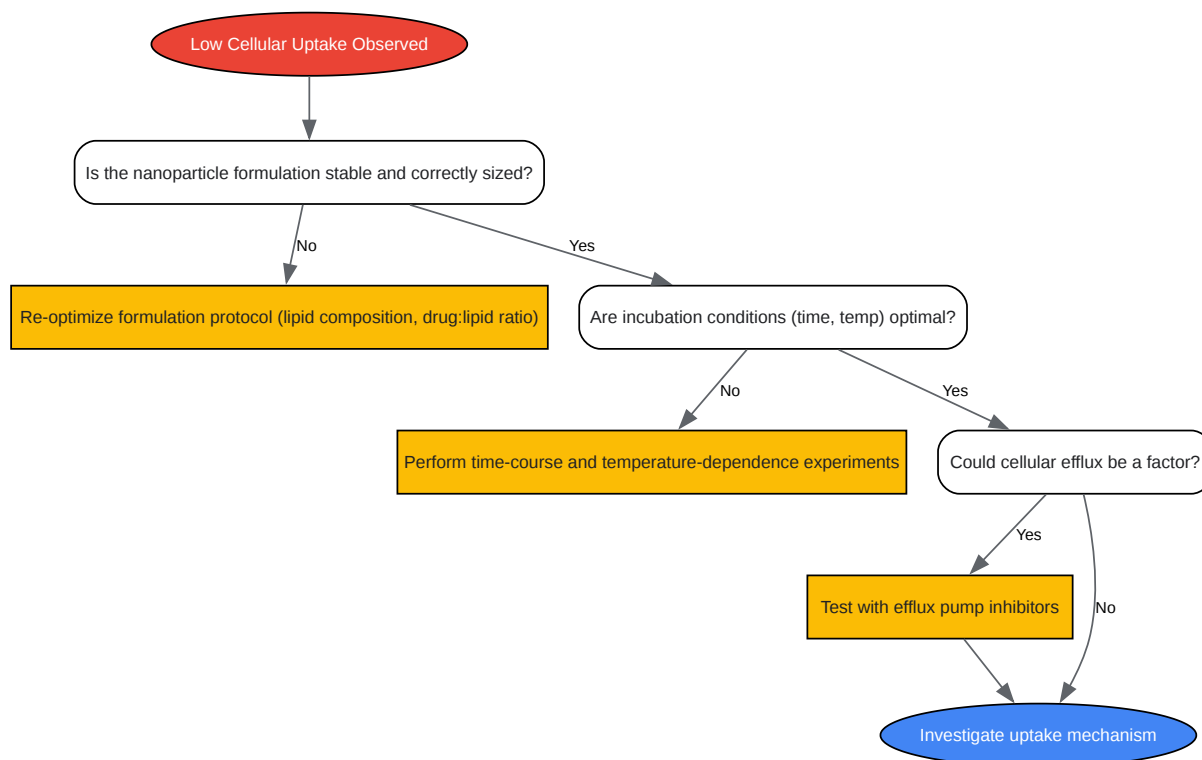 Low Cellular Uptake Observed
Is the nanoparticle formulation stable and correctly sized?
No
Yes
Re-optimize formulation protocol (lipid composition, drug:lipid ratio)
Are incubation conditions (time, temp) optimal?
No
Yes
Perform time-course and temperature-dependence experiments
Could cellular efflux be a factor?
Yes
Test with efflux pump inhibitors
No
Investigate uptake mechanism